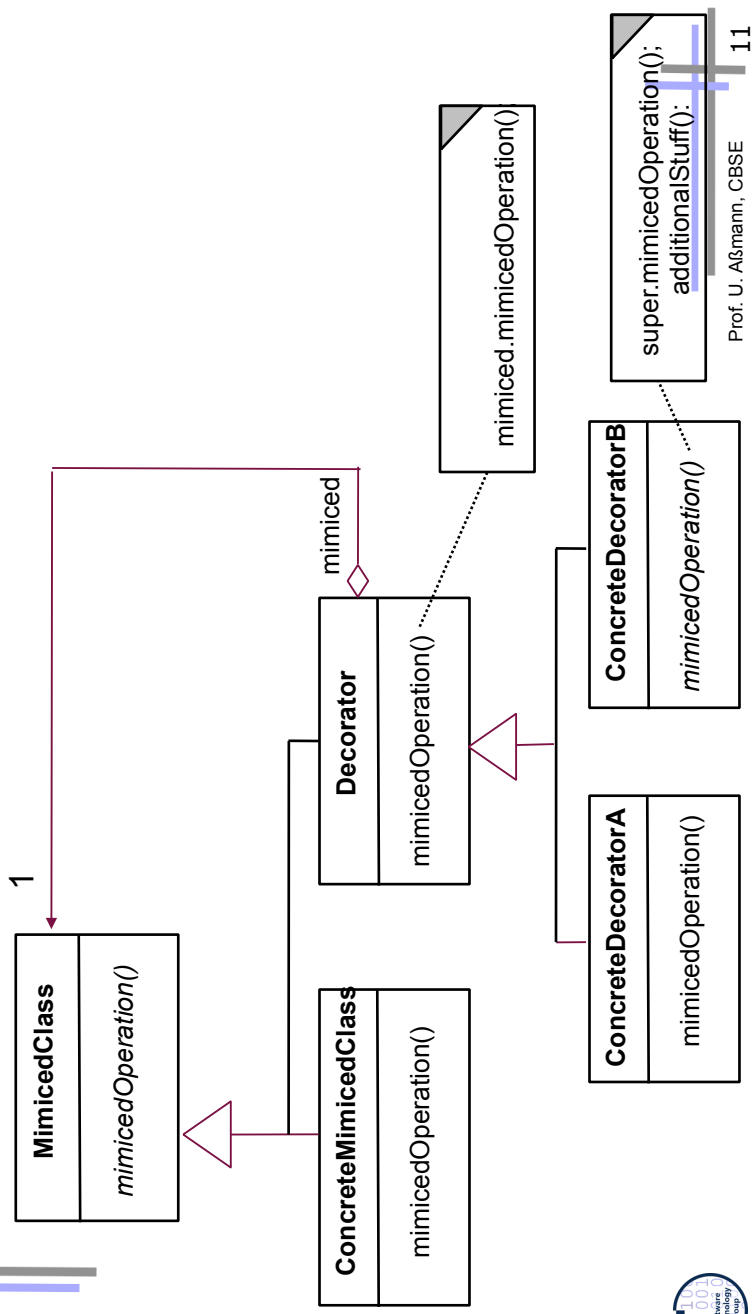 MimicedClass
mimicedOperation()
1
ConcreteMimicedClass
mimicedOperation()
Decorator
mimicedOperation()
mimiced
mimiced.mimicedOperation();
ConcreteDecoratorA
mimicedOperation()
ConcreteDecoratorB
mimicedOperation()
super.mimicedOperation();
additionalStuff():
Prof. U. Aßmann, CBSE
11